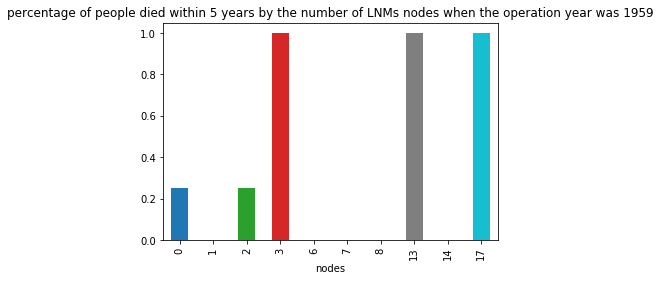 percentage of people died within 5 years by the number of LNMs nodes when the operation year was 1959
1.0
0.8
0.6
0.4
0.2
0.0
0 1 2 3 6 7 8 13 14 17
nodes